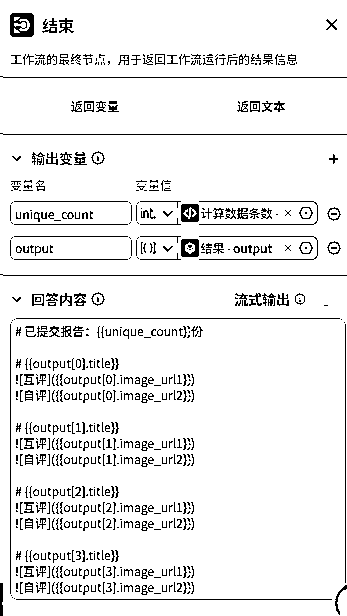 结束
工作流的最终节点，用于返回工作流运行后的结果信息
返回变量 返回文本
输出变量
变量名 变量值
unique_count int. 计算数据条数 -
output [{}] 结果 - output
回答内容 流式输出
# 已提交报告：{{unique_count}}份
# {{output[0].title}}
![互评]({{output[0].image_url1}})
![自评]({{output[0].image_url2}})
# {{output[1].title}}
![互评]({{output[1].image_url1}})
![自评]({{output[1].image_url2}})
# {{output[2].title}}
![互评]({{output[2].image_url1}})
![自评]({{output[2].image_url2}})
# {{output[3].title}}
![互评]({{output[3].image_url1}})
![自评]({{output[3].image_url2}})